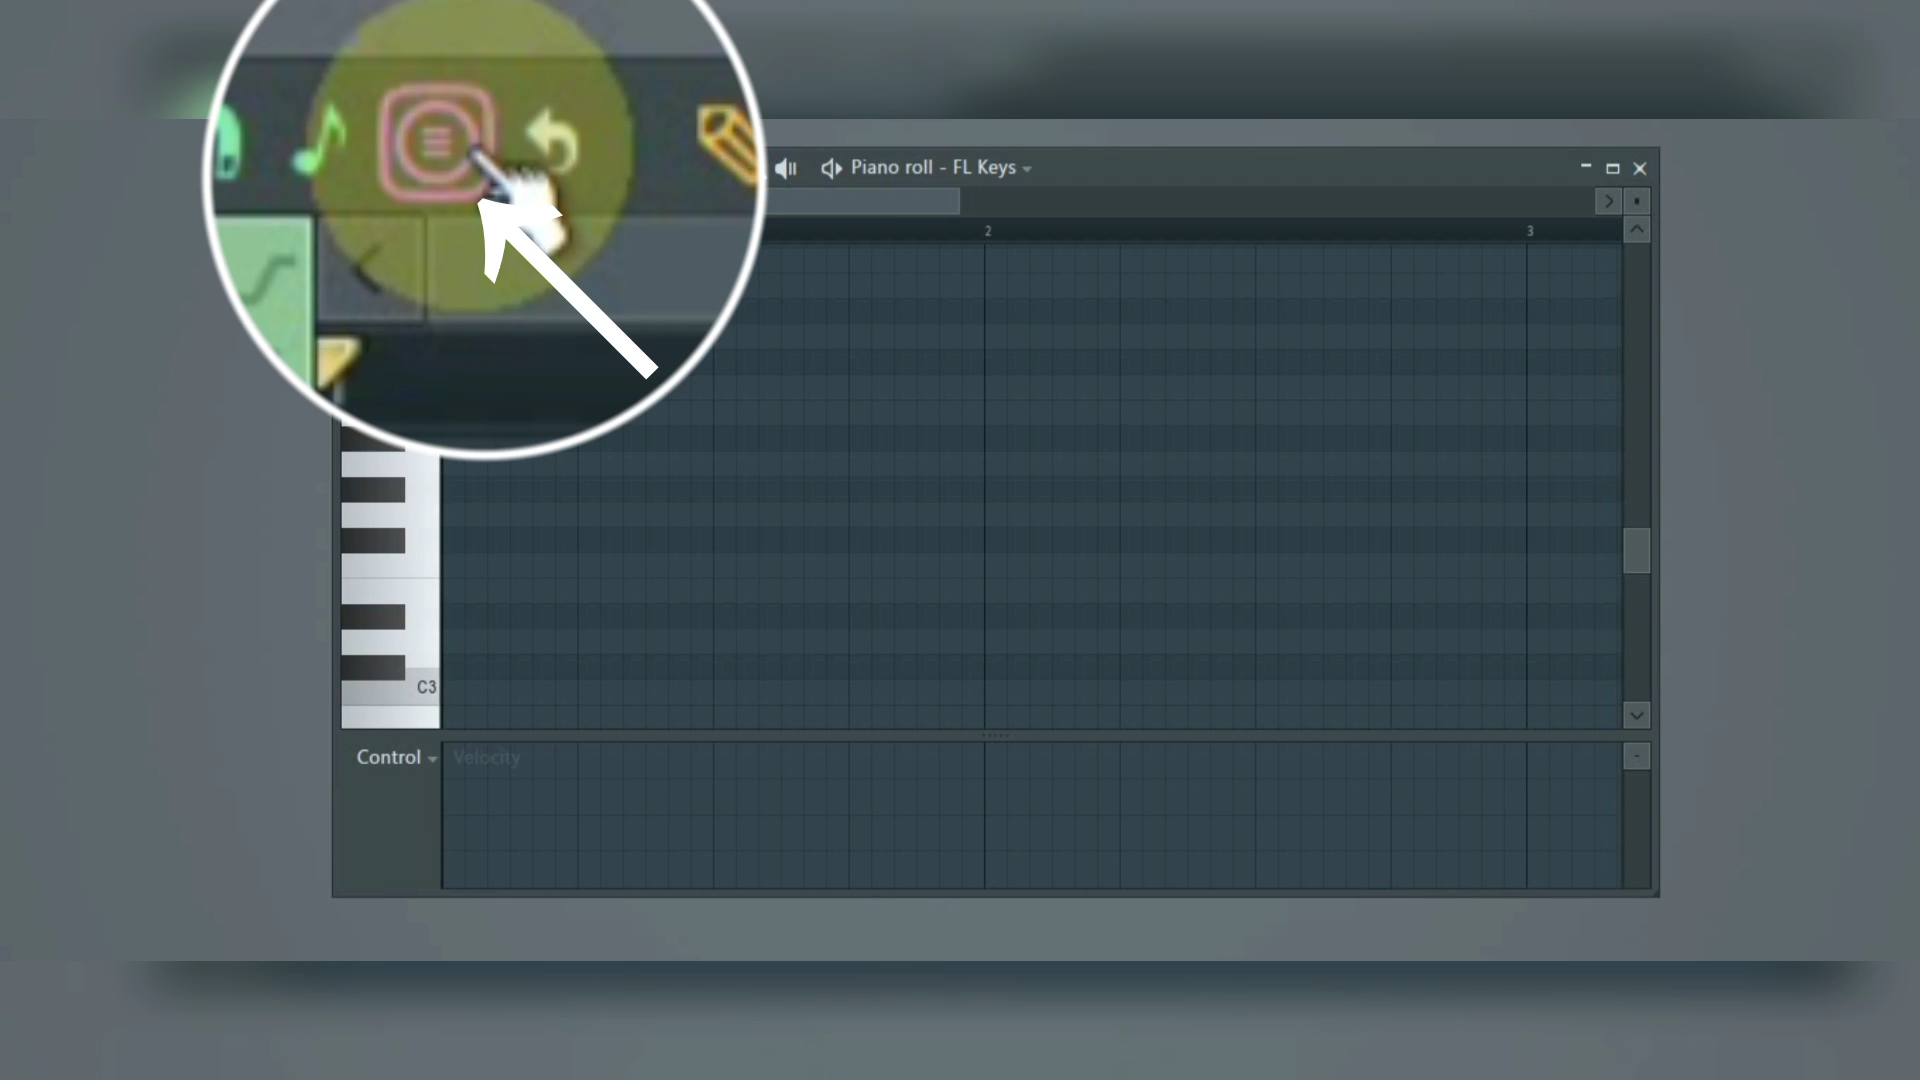 Piano roll - FL Keys
2
3
C3
Control
Velocity